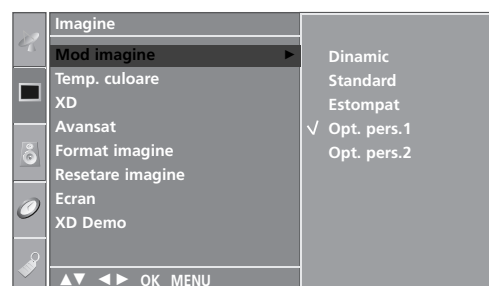 Imagine
Mod imagine ►
Temp. culoare
XD
Avansat
Format imagine
Resetare imagine
Ecran
XD Demo
▲▼ ◄► OK MENU
Dinamic
Standard
Estompat
√ Opt. pers.1
Opt. pers.2